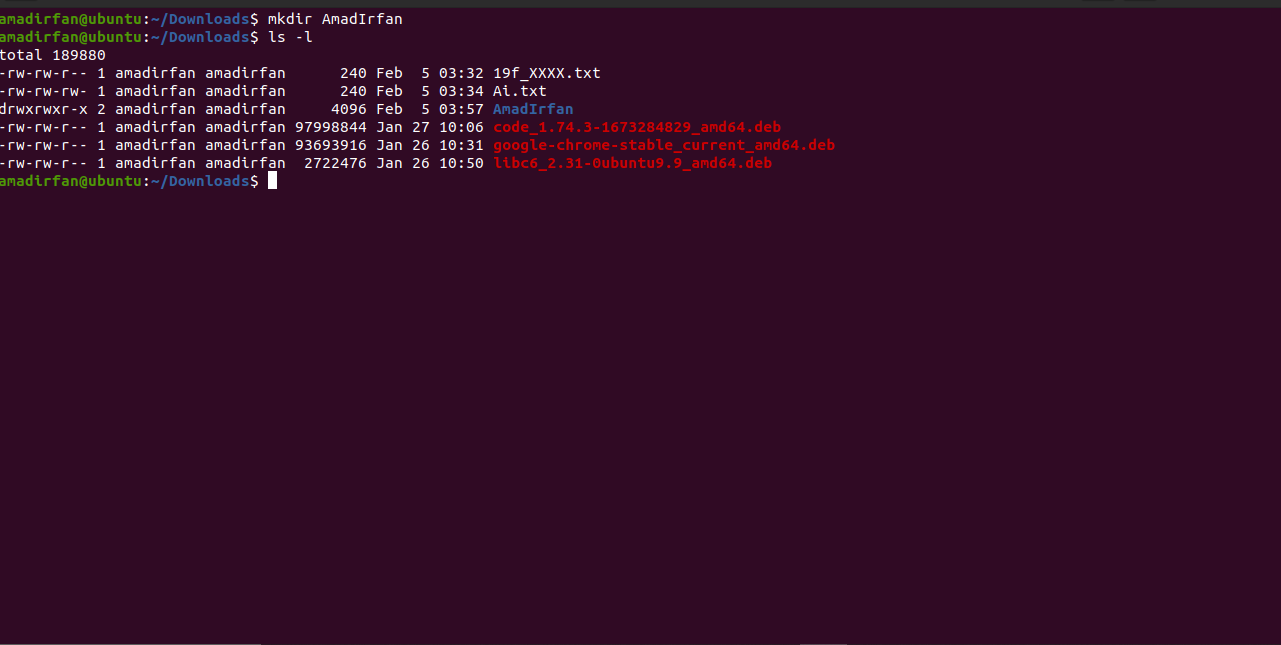 amadirfan@ubuntu:~/Downloads$ mkdir AmadIrfan
amadirfan@ubuntu:~/Downloads$ ls -l
total 189880
-rw-rw-r-- 1 amadirfan amadirfan      240 Feb  5 03:32 19f_XXXX.txt
-rw-rw-rw- 1 amadirfan amadirfan      240 Feb  5 03:34 Ai.txt
drwxrwxr-x 2 amadirfan amadirfan     4096 Feb  5 03:57 AmadIrfan
-rw-rw-r-- 1 amadirfan amadirfan 97998844 Jan 27 10:06 code_1.74.3-1673284829_amd64.deb
-rw-rw-r-- 1 amadirfan amadirfan 93693916 Jan 26 10:31 google-chrome-stable_current_amd64.deb
-rw-rw-r-- 1 amadirfan amadirfan  2722476 Jan 26 10:50 libc6_2.31-0ubuntu9.9_amd64.deb
amadirfan@ubuntu:~/Downloads$